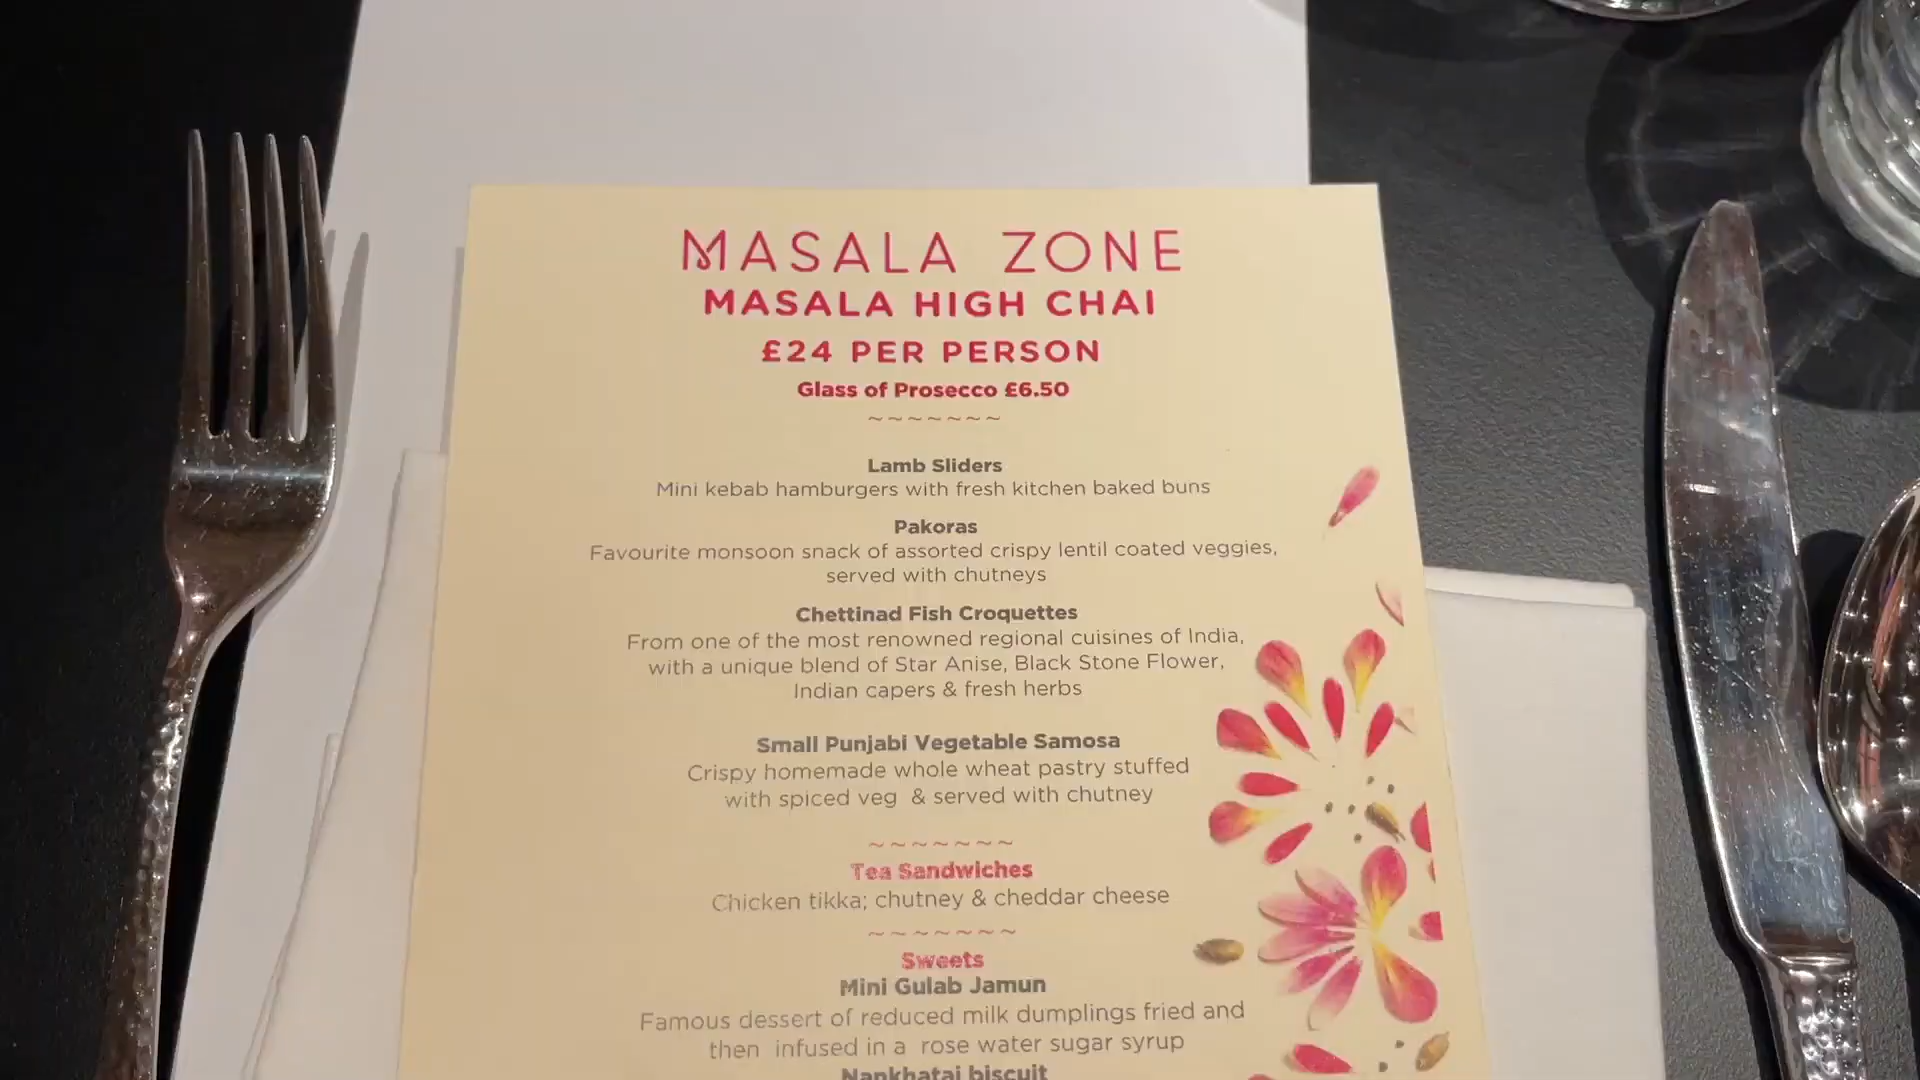 MASALA ZONE
MASALA HIGH CHAI
£24 PER PERSON
Glass of Prosecco £6.50
~~~~~~~
Lamb Sliders
Mini kebab hamburgers with fresh kitchen baked buns
Pakoras
Favourite monsoon snack of assorted crispy lentil coated veggies,
served with chutneys
Chettinad Fish Croquettes
From one of the most renowned regional cuisines of India,
with a unique blend of Star Anise, Black Stone Flower,
Indian capers & fresh herbs
Small Punjabi Vegetable Samosa
Crispy homemade whole wheat pastry stuffed
with spiced veg & served with chutney
~~~~~~~
Tea Sandwiches
Chicken tikka; chutney & cheddar cheese
~~~~~~~
Sweets
Mini Gulab Jamun
Famous dessert of reduced milk dumplings fried and
then infused in a rose water sugar syrup
Nankhatai biscuit